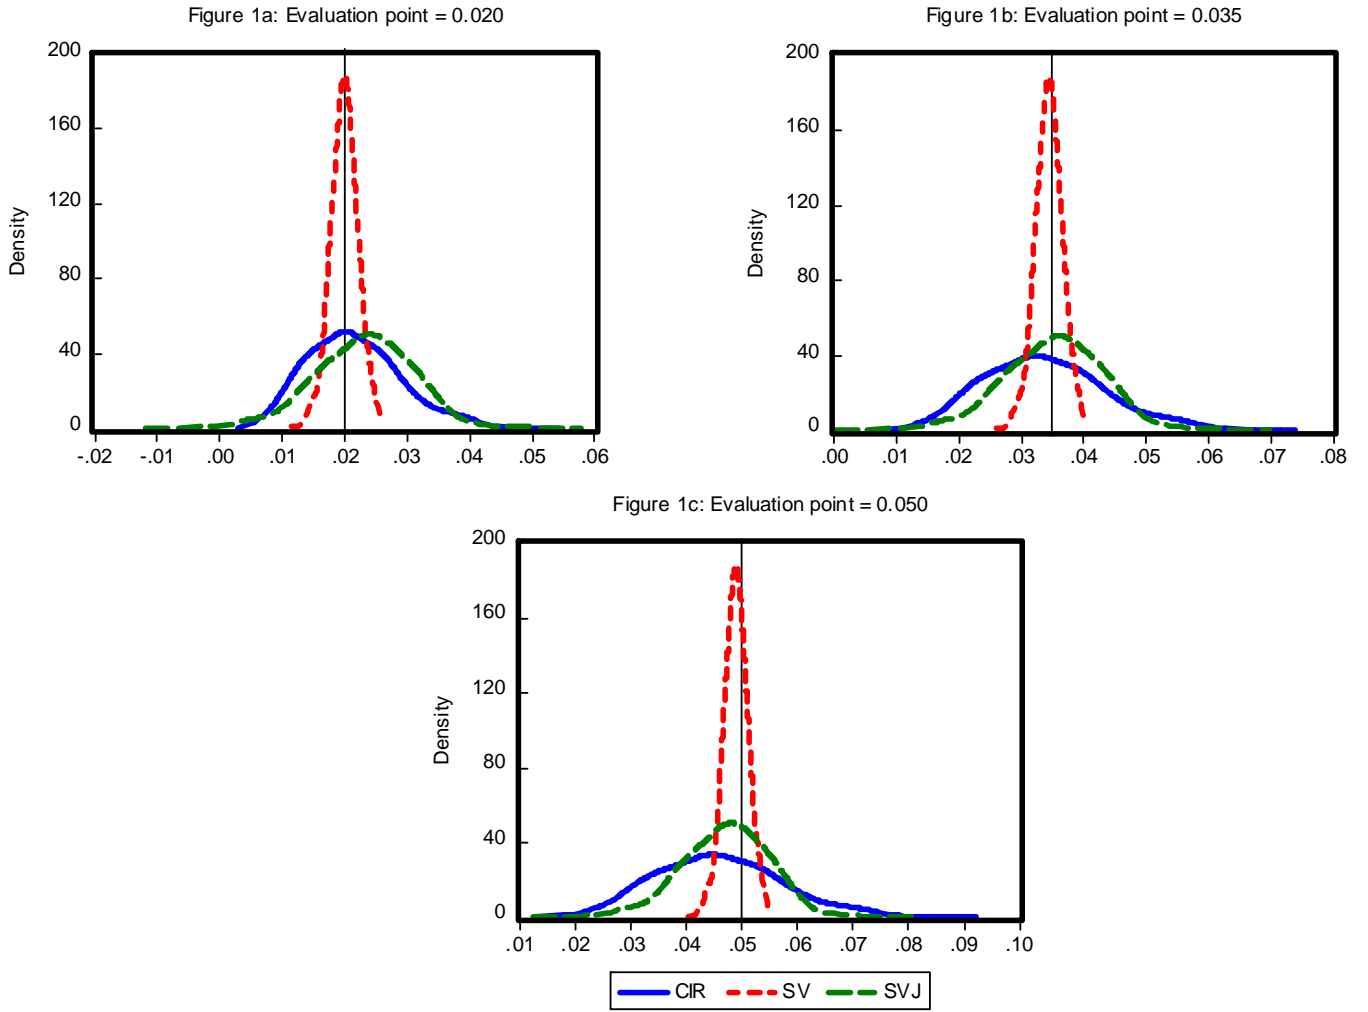 Figure 1a: Evaluation point = 0.020
200
160
120
80
40
0
Density
-.02 -.01 .00 .01 .02 .03 .04 .05 .06
Figure 1b: Evaluation point = 0.035
200
160
120
80
40
0
Density
.00 .01 .02 .03 .04 .05 .06 .07 .08
Figure 1c: Evaluation point = 0.050
200
160
120
80
40
0
Density
.01 .02 .03 .04 .05 .06 .07 .08 .09 .10
CIR SV SVJ